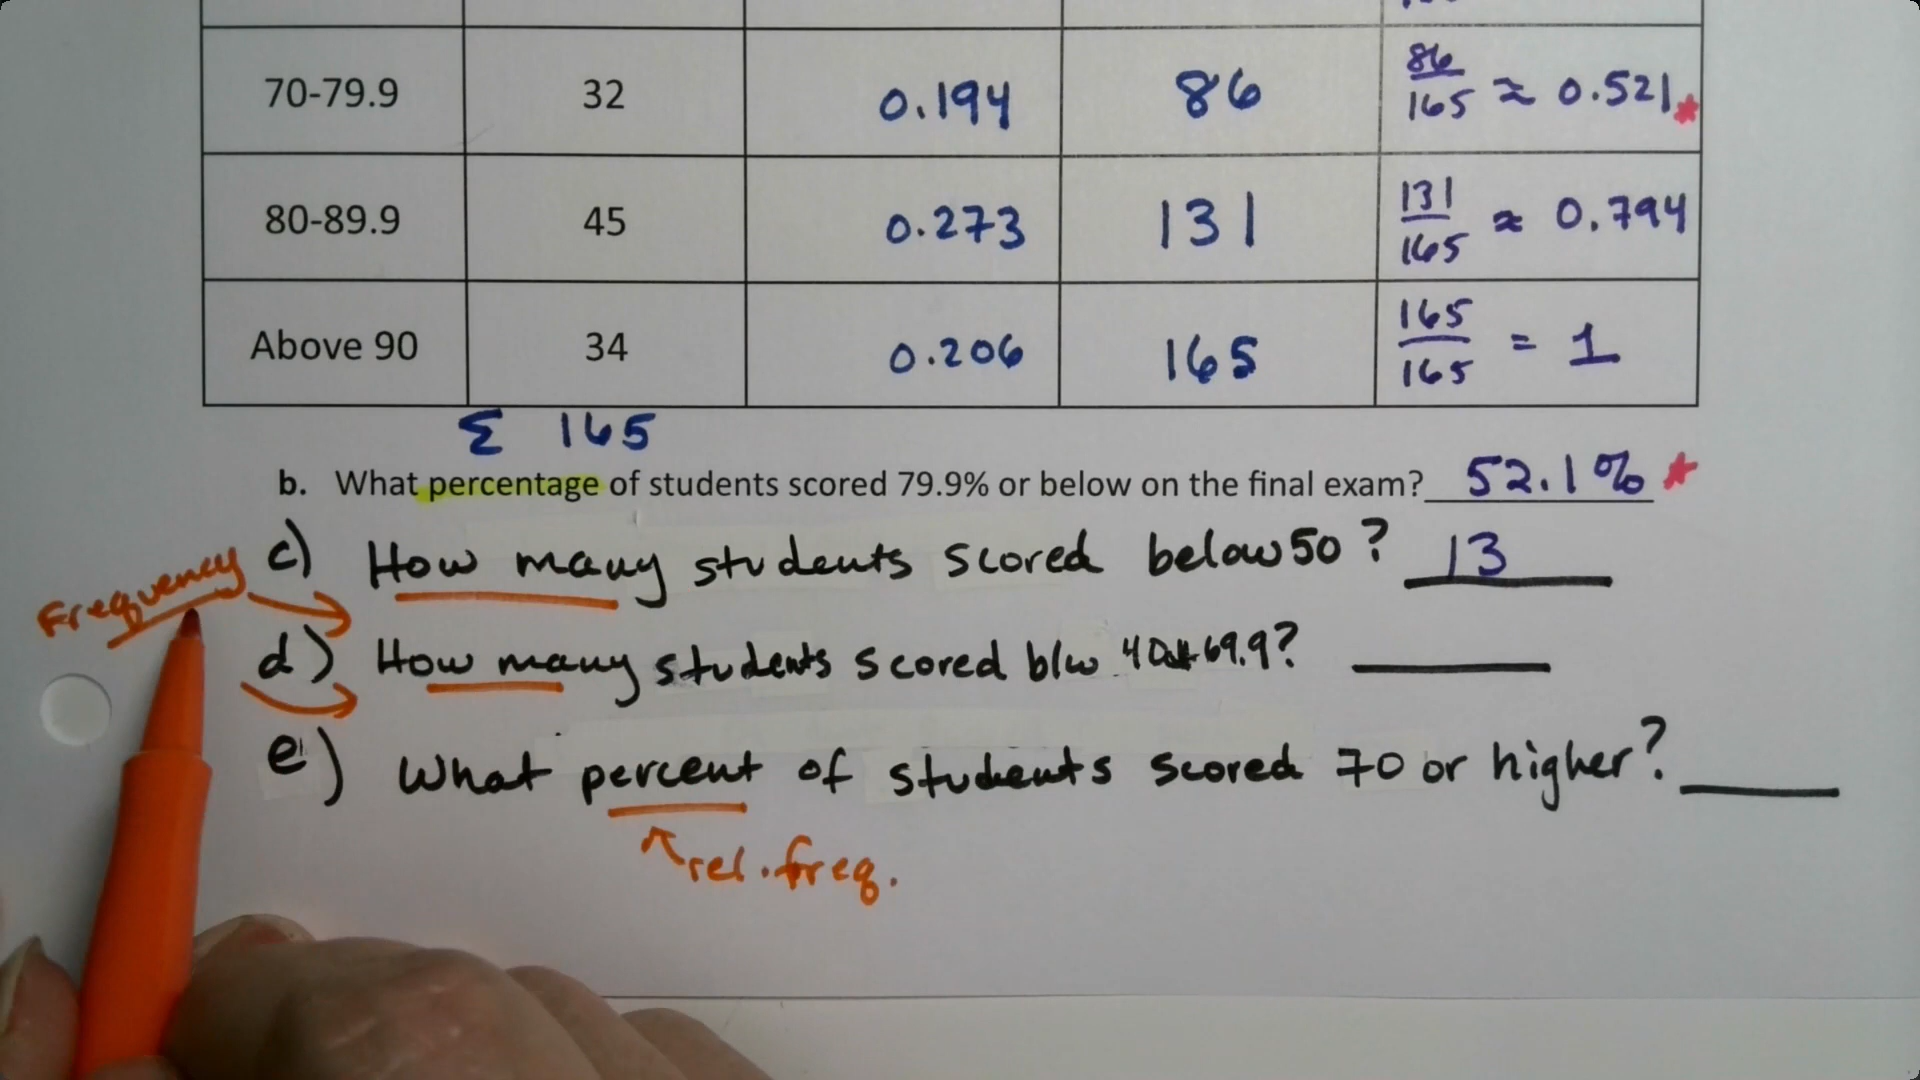 70-79.9 32 0.194 86 86/165 ≈ 0.521 *
80-89.9 45 0.273 131 131/165 ≈ 0.794
Above 90 34 0.206 165 165/165 = 1
Σ 165
b. What percentage of students scored 79.9% or below on the final exam? 52.1% *
c) How many students scored below 50? 13
Frequency
d) How many students scored b/w 40 69.9?
e) What percent of students scored 70 or higher?
rel. freq.